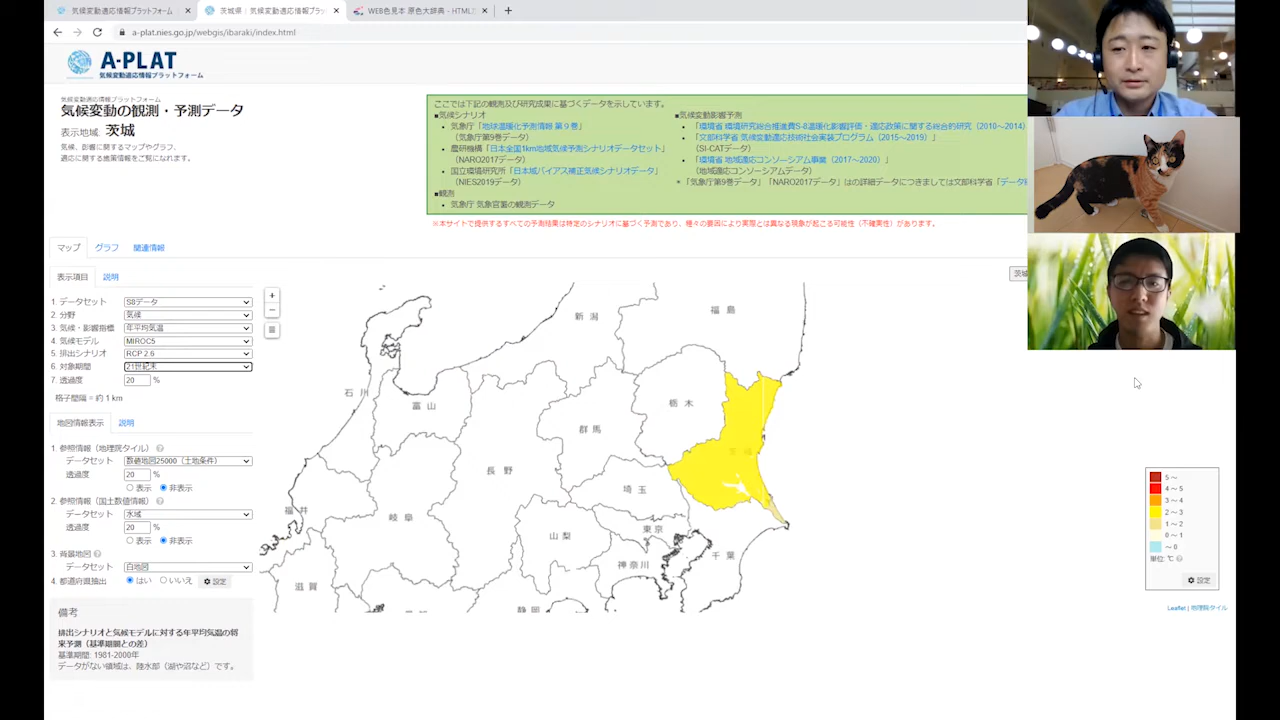 気候変動適応情報プラットフォーム
茨城県｜気候変動適応情報プラッ
WEB色見本 原色大辞典 - HTML
a-plat.nies.go.jp/webgis/ibaraki/index.html
A-PLAT
気候変動適応情報プラットフォーム
気候変動適応情報プラットフォーム
気候変動の観測・予測データ
表示地域 茨城
気候、影響に関するマップやグラフ、
適応に関する施策情報をご覧になれます。
ここでは下記の観測及び研究成果に基づくデータを示しています。
■気候シナリオ
・ 気象庁「地球温暖化予測情報 第９巻」
（気象庁第9巻データ）
・ 農研機構「日本全国1km地域気候予測シナリオデータセット」
（NARO2017データ）
・ 国立環境研究所「日本域バイアス補正気候シナリオデータ」
（NIES2019データ）
■観測
・ 気象庁 気象官署の観測データ
■気候変動影響予測
・ 「環境省 環境研究総合推進費S-8温暖化影響評価・適応政策に関する総合的研究（2010～2014）
・ 「文部科学省 気候変動適応技術社会実装プログラム（2015～2019）」
（SI-CATデータ）
・ 「環境省 地域適応コンソーシアム事業（2017～2020）」
（地域適応コンソーシアムデータ）
＊「気象庁第9巻データ」「NARO2017データ」はの詳細データにつきましては文部科学省「データ
※本サイトで提供するすべての予測結果は特定のシナリオに基づく予測であり、種々の要因により実際とは異なる現象が起こる可能性（不確実性）があります。
マップ グラフ 関連情報
表示項目 説明
茨城
1. データセット S8データ
2. 分野 気候
3. 気候・影響指標 年平均気温
4. 気候モデル MIROC5
5. 排出シナリオ RCP 2.6
6. 対象期間 21世紀末
7. 透過度 20 %
格子間隔 = 約 1 km
地図情報表示 説明
1. 参照情報（地理院タイル）
データセット 数値地図25000（土地条件）
透過度 20 %
表示 非表示
2. 参照情報（国土数値情報）
データセット 水域
透過度 20 %
表示 非表示
3. 背景地図
データセット 白地図
4. 都道府県抽出 はい いいえ 設定
備考
排出シナリオと気候モデルに対する年平均気温の将
来予測（基準期間との差）
基準期間: 1981-2000年
データがない領域は、陸水部（湖や沼など）です。
+
−
新潟
福島
石川
富山
栃木
群馬
茨城
長野
埼玉
福井
岐阜
東京
山梨
千葉
神奈川
滋賀
静岡
5 ～
4 ～ 5
3 ～ 4
2 ～ 3
1 ～ 2
0 ～ 1
～ 0
単位: ℃
設定
Leaflet | 地理院タイル